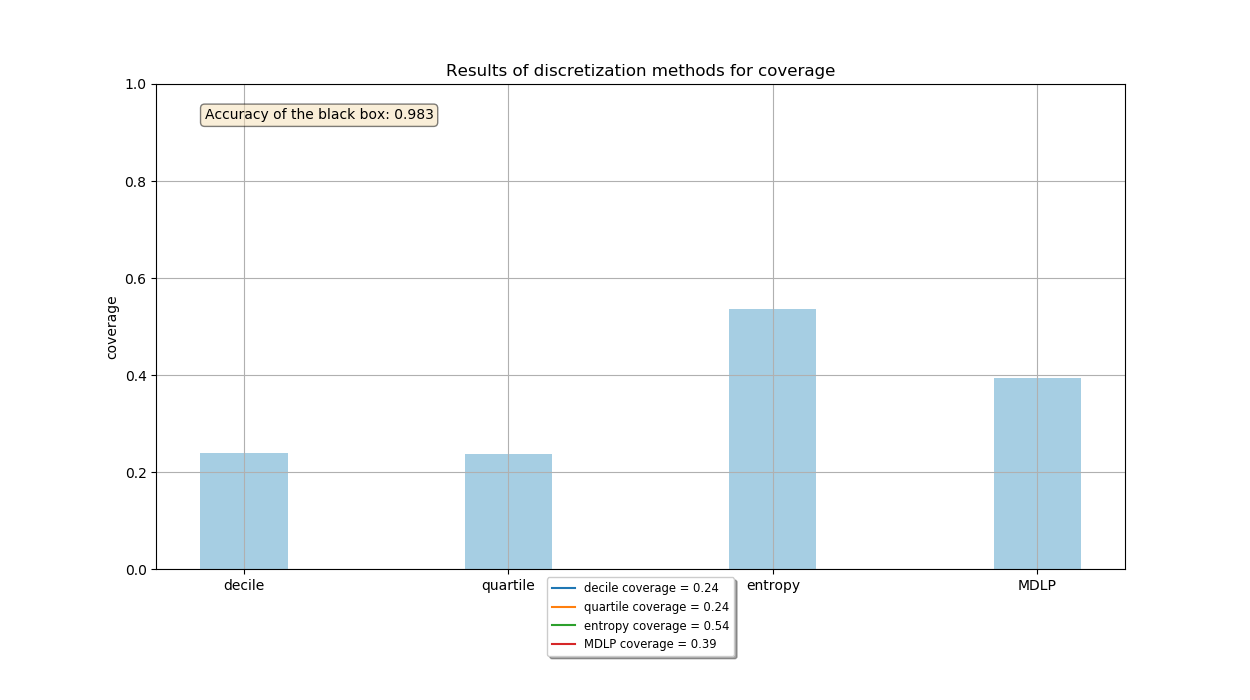 Results of discretization methods for coverage
1.0
Accuracy of the black box: 0.983
0.8
0.6
coverage
0.4
0.2
0.0
decile quartile entropy MDLP
decile coverage = 0.24
quartile coverage = 0.24
entropy coverage = 0.54
MDLP coverage = 0.39